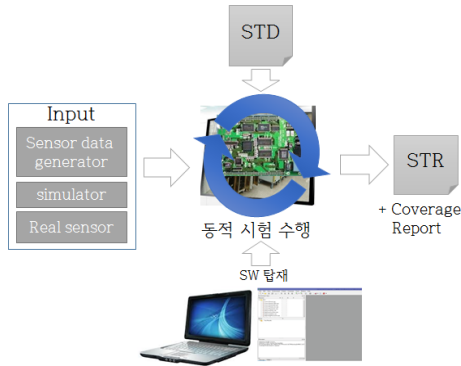 STD
Input
Sensor data
generator
simulator
Real sensor
STR
+ Coverage
Report
동적 시험 수행
SW 탑재